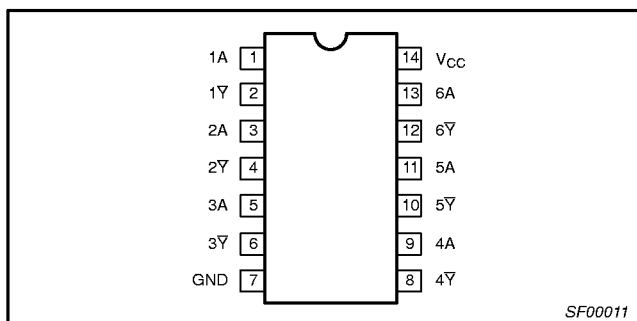 1A 1 14 VCC
1Y̅ 2 13 6A
2A 3 12 6Y̅
2Y̅ 4 11 5A
3A 5 10 5Y̅
3Y̅ 6 9 4A
GND 7 8 4Y̅
SF00011